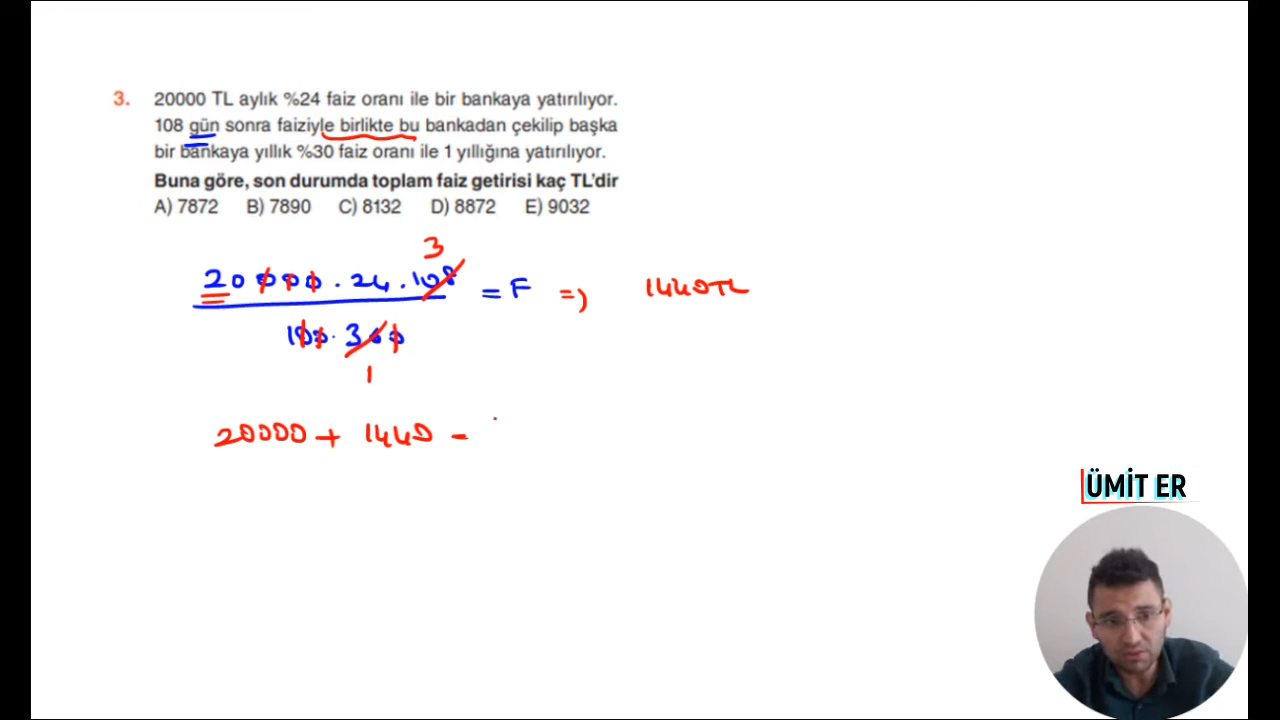 3. 20000 TL aylık %24 faiz oranı ile bir bankaya yatırılıyor.
108 gün sonra faiziyle birlikte bu bankadan çekilip başka
bir bankaya yıllık %30 faiz oranı ile 1 yıllığına yatırılıyor.
Buna göre, son durumda toplam faiz getirisi kaç TL'dir
A) 7872 B) 7890 C) 8132 D) 8872 E) 9032
3
20000 . 24 . 108 = F => 1440TL
100 . 360
1
20000 + 1440 -
ÜMİT ER